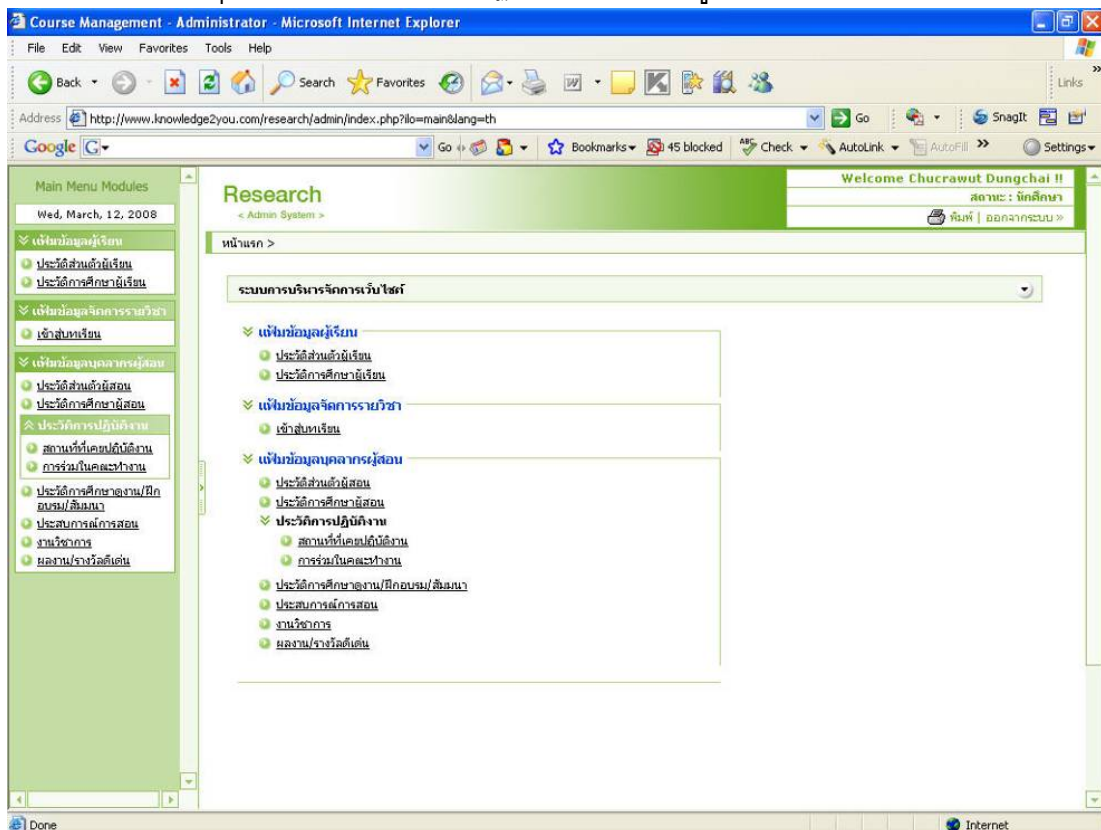 Course Management - Administrator - Microsoft Internet Explorer
File Edit View Favorites Tools Help
Back Search Favorites Links
Address http://www.knowledge2you.com/research/admin/index.php?ilo=main&lang=th Go SnagIt
Google G Go Bookmarks 45 blocked ABC Check AutoLink AutoFill Settings
Main Menu Modules
Wed, March, 12, 2008
แฟ้มข้อมูลผู้เรียน
ประวัติส่วนตัวผู้เรียน
ประวัติการศึกษาผู้เรียน
แฟ้มข้อมูลจัดการรายวิชา
เข้าสู่บทเรียน
แฟ้มข้อมูลบุคลากรผู้สอน
ประวัติส่วนตัวผู้สอน
ประวัติการศึกษาผู้สอน
ประวัติการปฏิบัติงาน
สถานที่ที่เคยปฏิบัติงาน
การร่วมในคณะทำงาน
ประวัติการศึกษาดูงาน/ฝึก
อบรม/สัมมนา
ประสบการณ์การสอน
งานวิชาการ
ผลงาน/รางวัลดีเด่น
Research
< Admin System >
Welcome Chucrawut Dungchai !!
สถานะ : นักศึกษา
พิมพ์ | ออกจากระบบ »
หน้าแรก >
ระบบการบริหารจัดการเว็บไซต์
แฟ้มข้อมูลผู้เรียน
ประวัติส่วนตัวผู้เรียน
ประวัติการศึกษาผู้เรียน
แฟ้มข้อมูลจัดการรายวิชา
เข้าสู่บทเรียน
แฟ้มข้อมูลบุคลากรผู้สอน
ประวัติส่วนตัวผู้สอน
ประวัติการศึกษาผู้สอน
ประวัติการปฏิบัติงาน
สถานที่ที่เคยปฏิบัติงาน
การร่วมในคณะทำงาน
ประวัติการศึกษาดูงาน/ฝึกอบรม/สัมมนา
ประสบการณ์การสอน
งานวิชาการ
ผลงาน/รางวัลดีเด่น
Done Internet